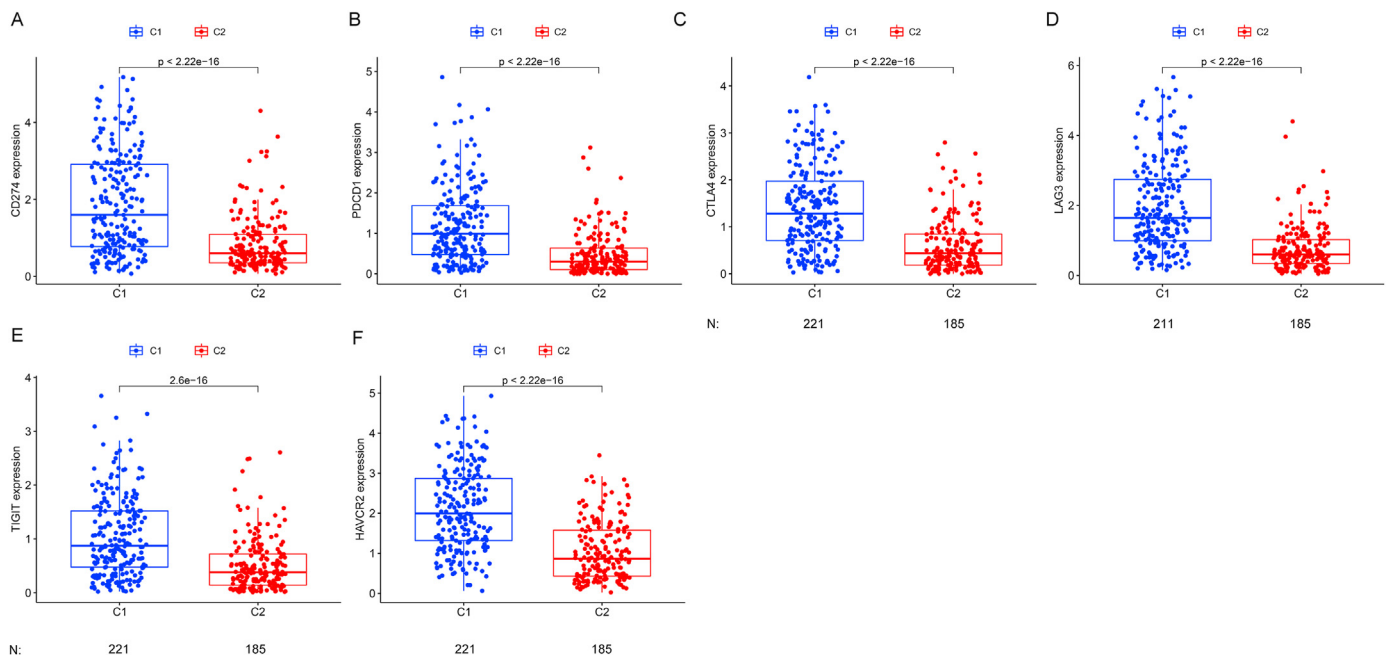 A
C1 C2
p < 2.22e-16
CD274 expression
4
2
0
C1 C2
B
C1 C2
p < 2.22e-16
PDCD1 expression
5
4
3
2
1
0
C1 C2
C
C1 C2
p < 2.22e-16
CTLA4 expression
4
3
2
1
0
C1 C2
N: 221 185
D
C1 C2
p < 2.22e-16
LAG3 expression
6
4
2
0
C1 C2
211 185
E
C1 C2
2.6e-16
TIGIT expression
4
3
2
1
0
C1 C2
N: 221 185
F
C1 C2
p < 2.22e-16
HAVCR2 expression
5
4
3
2
1
0
C1 C2
221 185